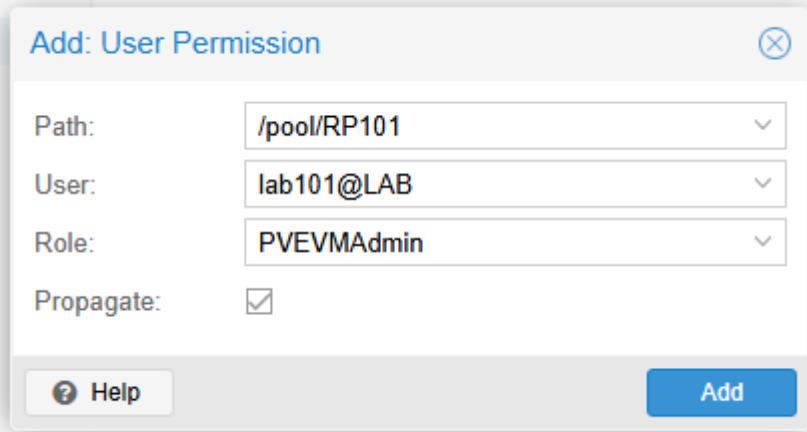 Add: User Permission
Path: /pool/RP101
User: lab101@LAB
Role: PVEVMAdmin
Propagate:
Help Add